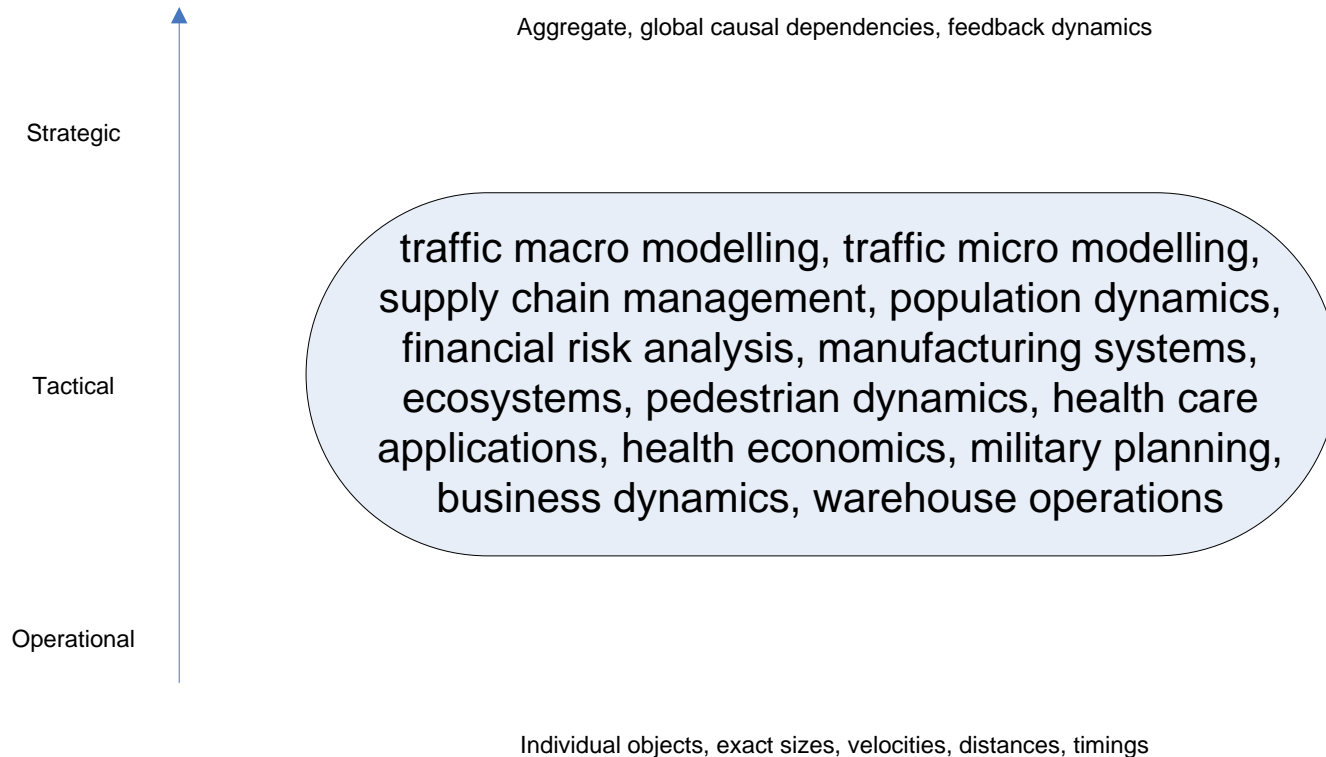 Aggregate, global causal dependencies, feedback dynamics
Strategic
traffic macro modelling, traffic micro modelling,
supply chain management, population dynamics,
financial risk analysis, manufacturing systems,
ecosystems, pedestrian dynamics, health care
applications, health economics, military planning,
business dynamics, warehouse operations
Tactical
Operational
Individual objects, exact sizes, velocities, distances, timings